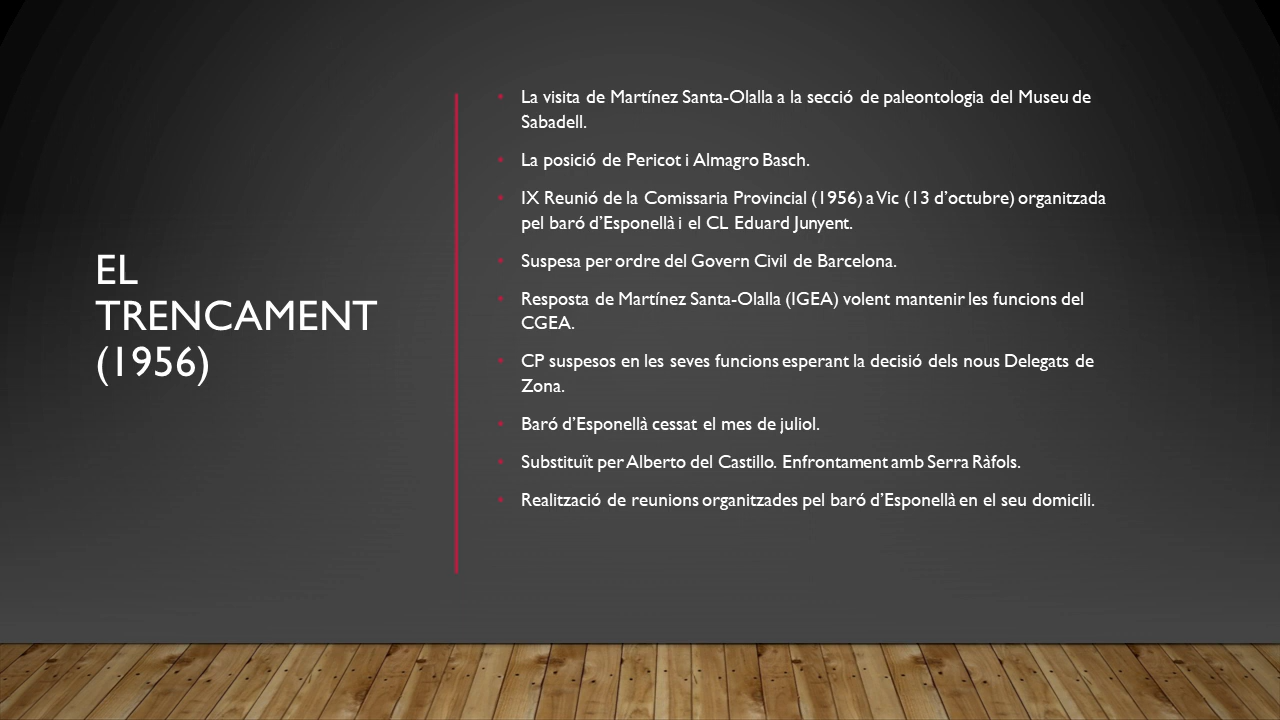 EL
TRENCAMENT
(1956)
• La visita de Martínez Santa-Olalla a la secció de paleontologia del Museu de
Sabadell.
• La posició de Pericot i Almagro Basch.
• IX Reunió de la Comissaria Provincial (1956) a Vic (13 d’octubre) organitzada
pel baró d’Esponellà i el CL Eduard Junyent.
• Suspesa per ordre del Govern Civil de Barcelona.
• Resposta de Martínez Santa-Olalla (IGEA) volent mantenir les funcions del
CGEA.
• CP suspesos en les seves funcions esperant la decisió dels nous Delegats de
Zona.
• Baró d’Esponellà cessat el mes de juliol.
• Substituït per Alberto del Castillo. Enfrontament amb Serra Ràfols.
• Realització de reunions organitzades pel baró d’Esponellà en el seu domicili.